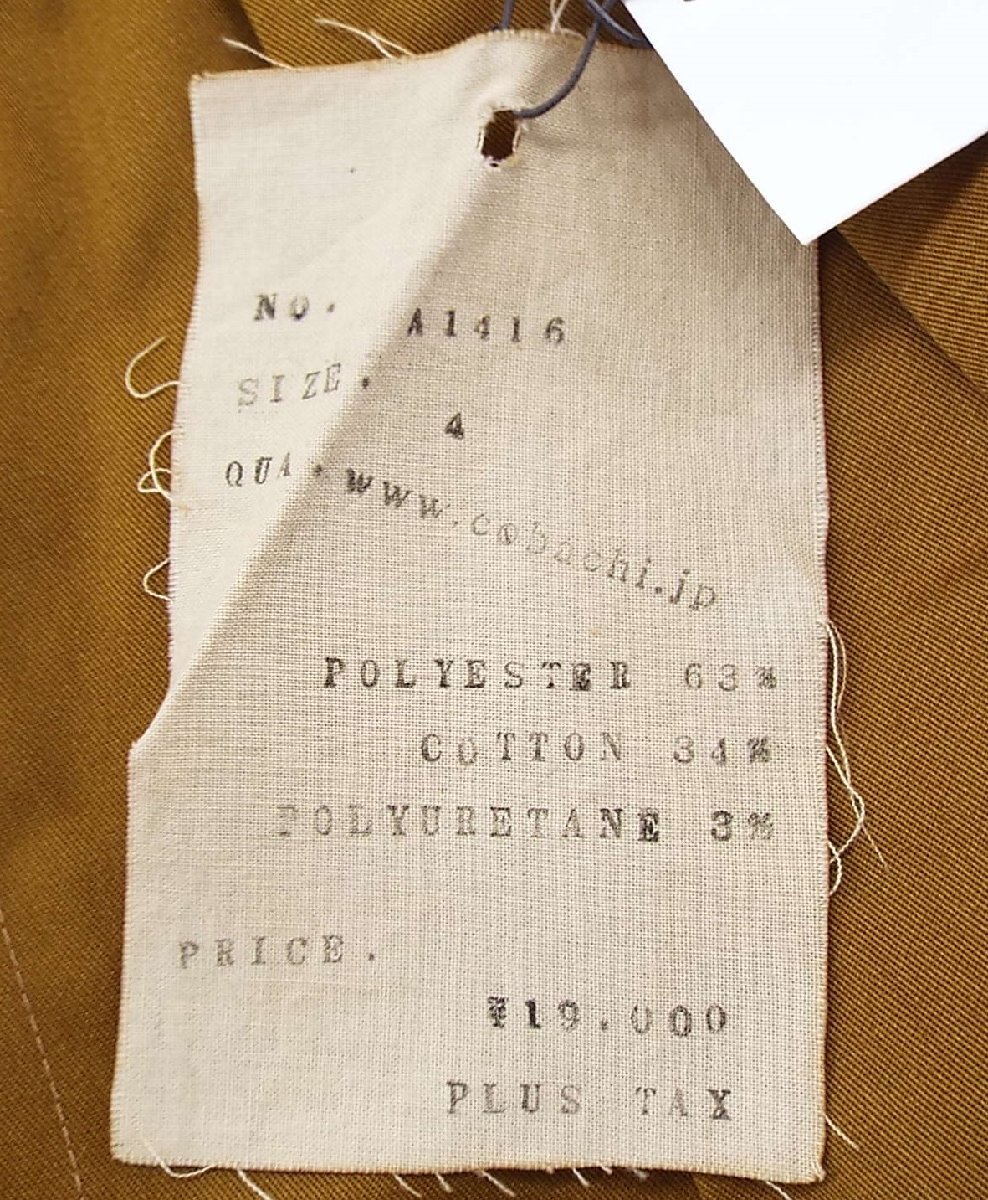 NO. A1416
SIZE. 4
QUA.
www.cobachi.jp
POLYESTER 63%
COTTON 34%
POLYURETANE 3%
PRICE.
¥19.000
PLUS TAX